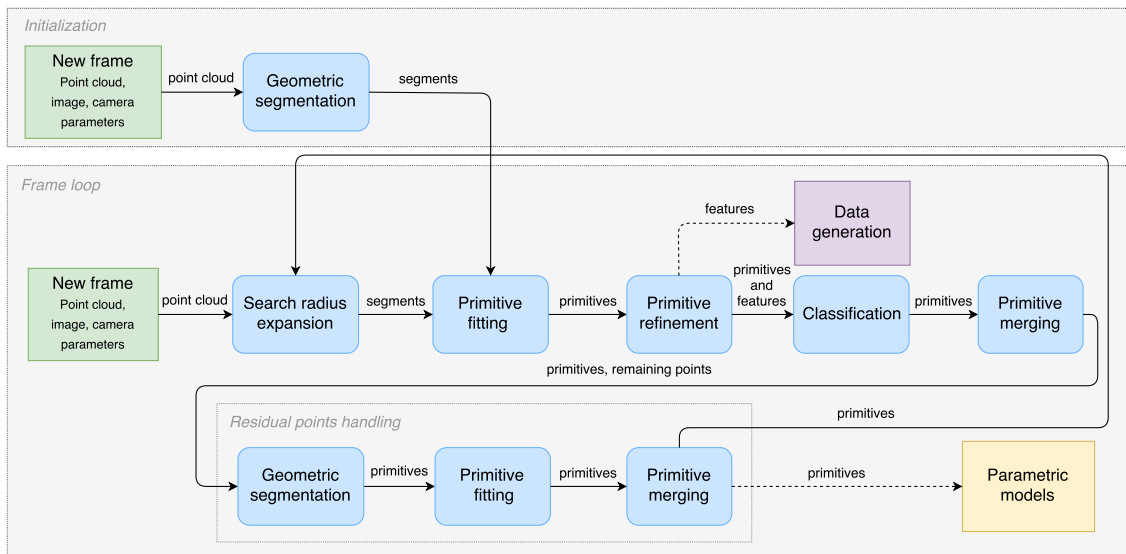 Initialization
New frame
Point cloud,
image, camera
parameters
point cloud
Geometric
segmentation
segments
Frame loop
New frame
Point cloud,
image, camera
parameters
point cloud
Search radius
expansion
segments
Primitive
fitting
primitives
Primitive
refinement
features
Data
generation
primitives
and
features
Classification
primitives
Primitive
merging
primitives, remaining points
Residual points handling
Geometric
segmentation
primitives
Primitive
fitting
primitives
Primitive
merging
primitives
primitives
Parametric
models